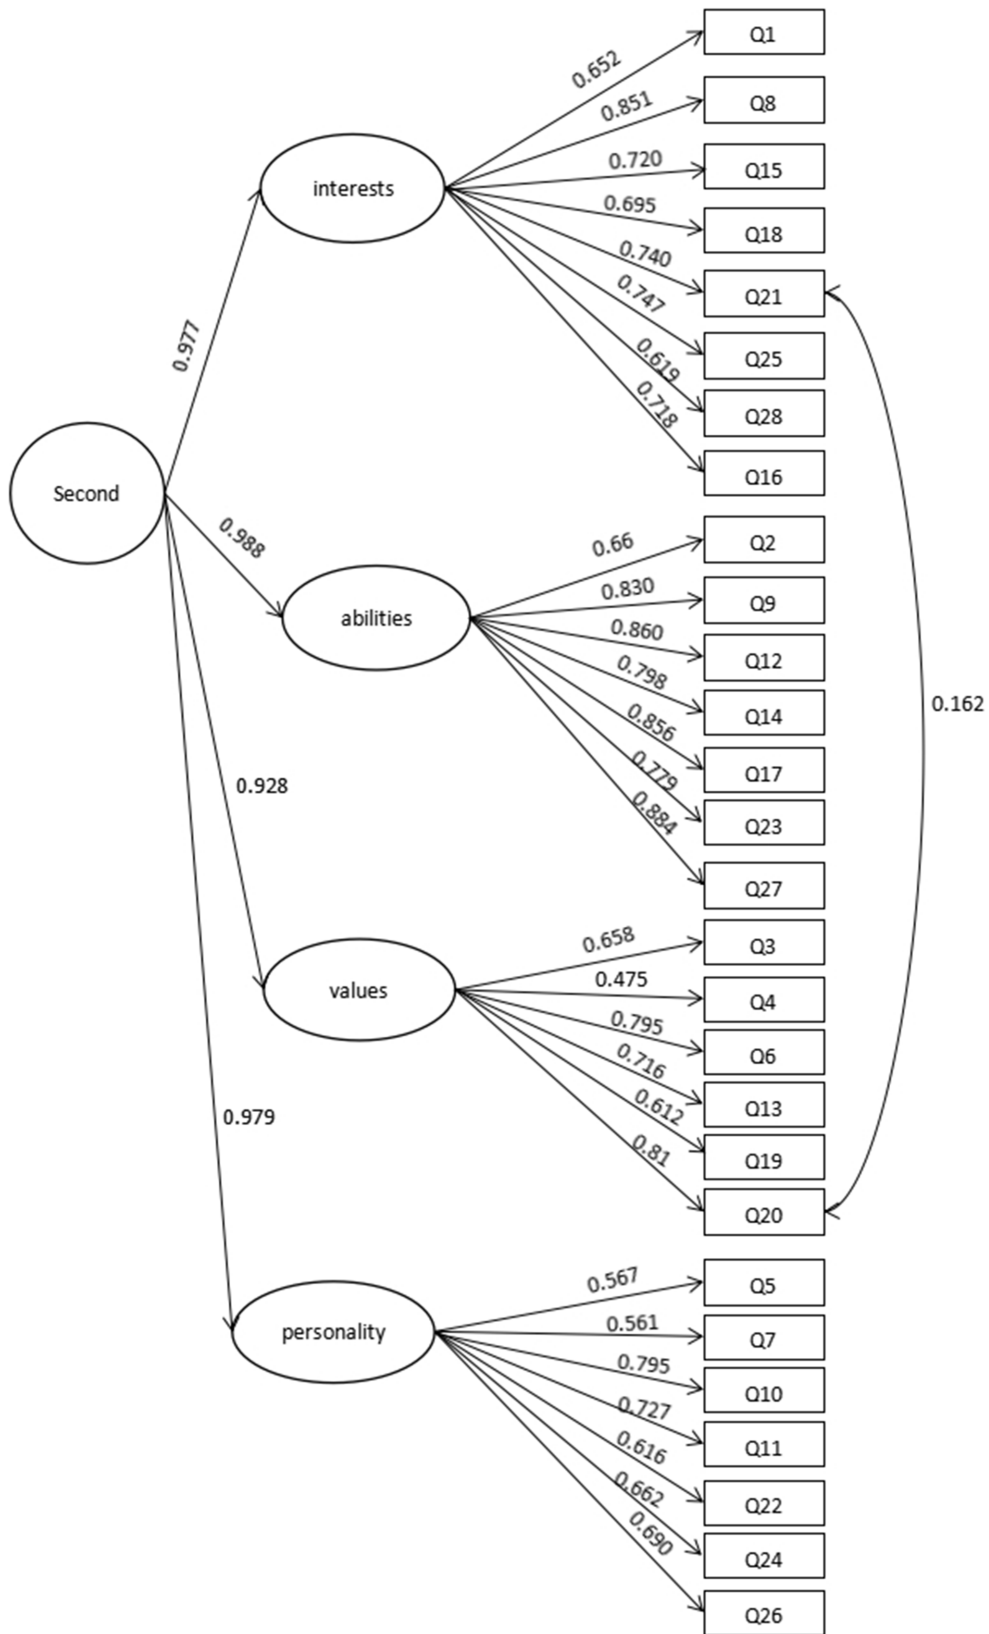 Second
0.977
0.988
0.928
0.979
interests
0.652
0.851
0.720
0.695
0.740
0.747
0.619
0.718
Q1
Q8
Q15
Q18
Q21
Q25
Q28
Q16
abilities
0.66
0.830
0.860
0.798
0.856
0.779
0.884
Q2
Q9
Q12
Q14
Q17
Q23
Q27
values
0.658
0.475
0.795
0.716
0.612
0.81
Q3
Q4
Q6
Q13
Q19
Q20
personality
0.567
0.561
0.795
0.727
0.616
0.662
0.690
Q5
Q7
Q10
Q11
Q22
Q24
Q26
0.162